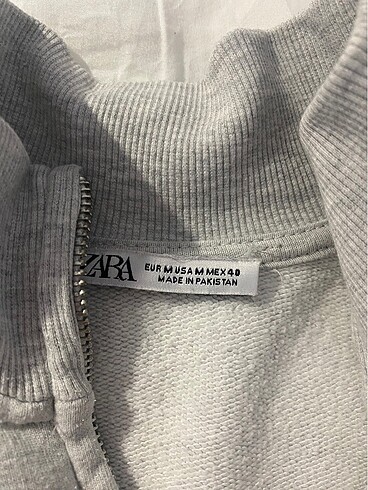 ZARA
EUR M USA M MEX 40
MADE IN PAKISTAN